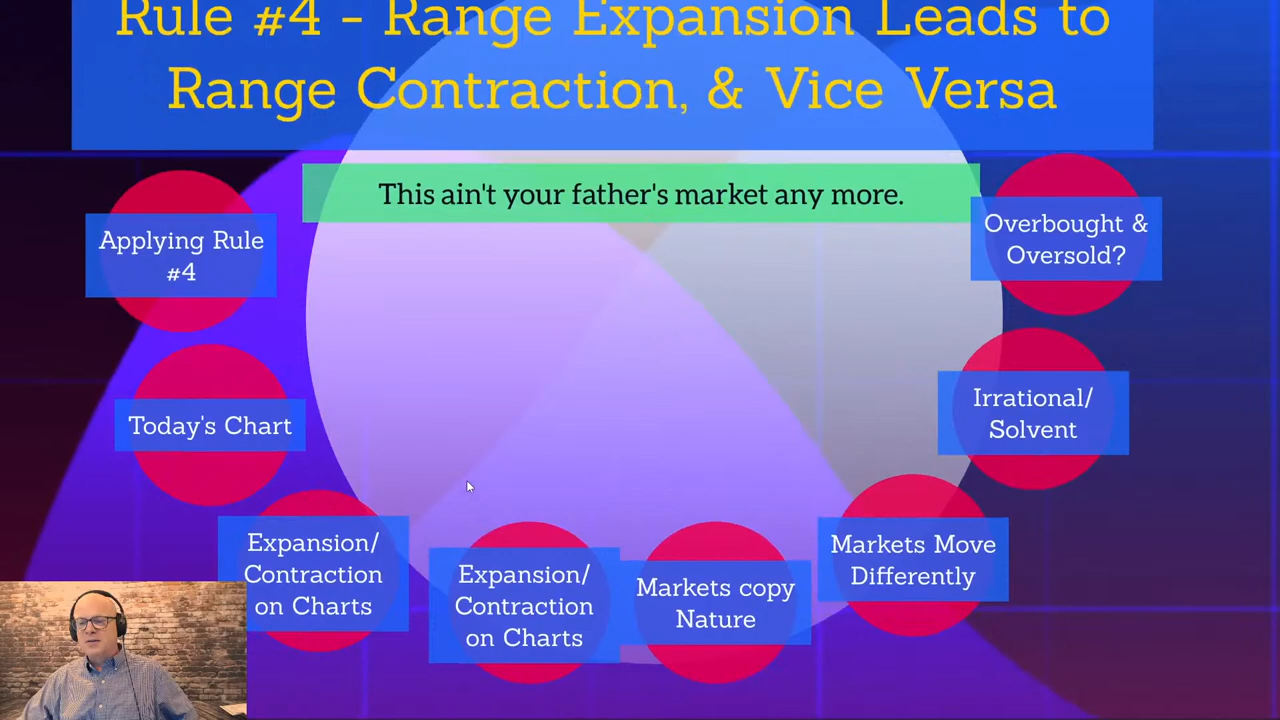 Rule #4 - Range Expansion Leads to
Range Contraction, & Vice Versa
This ain't your father's market any more.
Overbought &
Oversold?
Applying Rule
#4
Irrational/
Solvent
Today's Chart
Markets Move
Differently
Expansion/
Contraction
on Charts
Expansion/
Contraction
on Charts
Markets copy
Nature